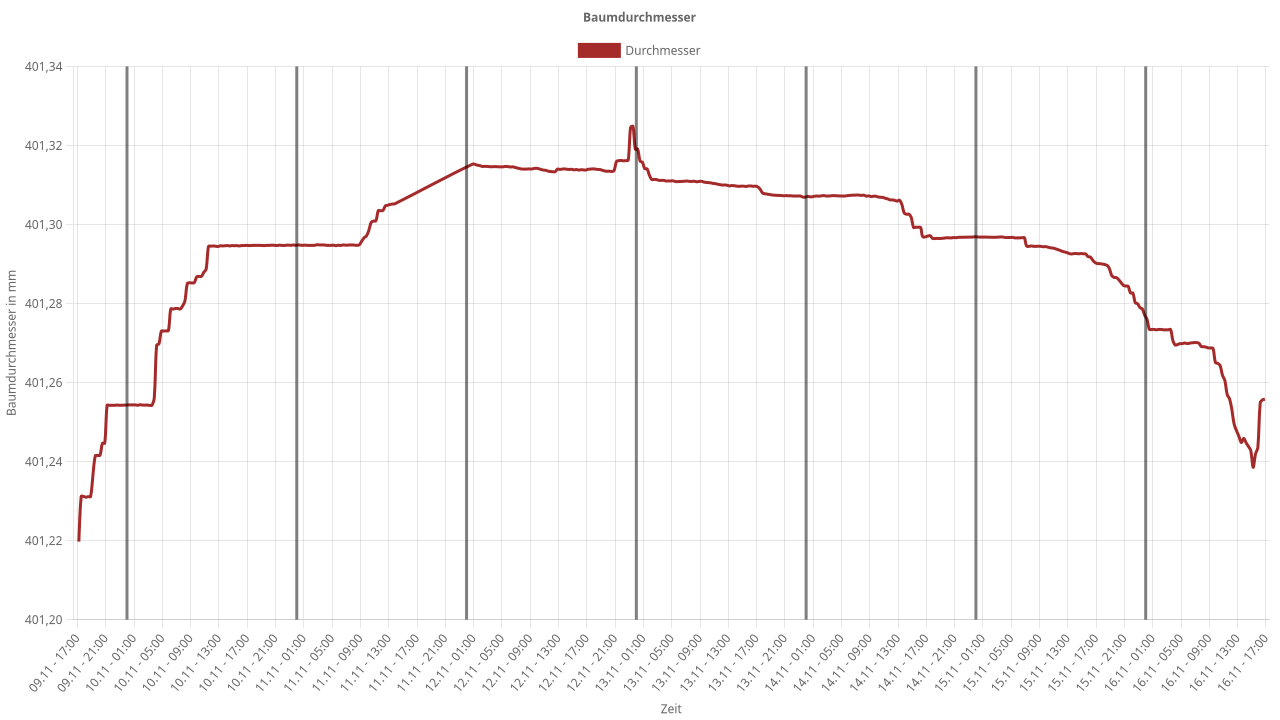 Baumdurchmesser
Durchmesser
401,34
401,32
401,30
401,28
401,26
401,24
401,22
401,20
Baumdurchmesser in mm
09.11 - 17:00
09.11 - 21:00
10.11 - 01:00
10.11 - 05:00
10.11 - 09:00
10.11 - 13:00
10.11 - 17:00
10.11 - 21:00
11.11 - 01:00
11.11 - 05:00
11.11 - 09:00
11.11 - 13:00
11.11 - 17:00
11.11 - 21:00
12.11 - 01:00
12.11 - 05:00
12.11 - 09:00
12.11 - 13:00
12.11 - 17:00
12.11 - 21:00
13.11 - 01:00
13.11 - 05:00
13.11 - 09:00
13.11 - 13:00
13.11 - 17:00
13.11 - 21:00
14.11 - 01:00
14.11 - 05:00
14.11 - 09:00
14.11 - 13:00
14.11 - 17:00
14.11 - 21:00
15.11 - 01:00
15.11 - 05:00
15.11 - 09:00
15.11 - 13:00
15.11 - 17:00
15.11 - 21:00
16.11 - 01:00
16.11 - 05:00
16.11 - 09:00
16.11 - 13:00
16.11 - 17:00
Zeit